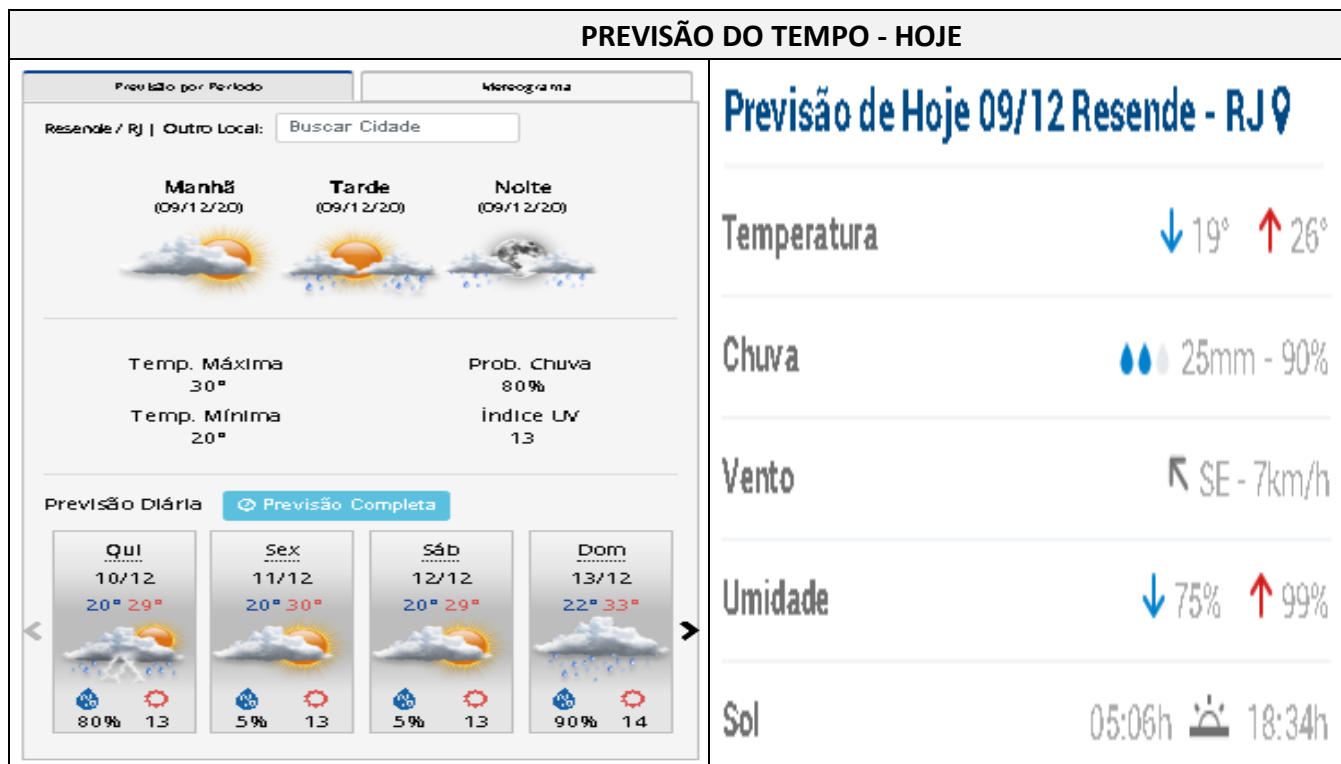 PREVISÃO DO TEMPO - HOJE
Previsão por Período
Meteograma
Resende / RJ | Outro Local: Buscar Cidade
Manhã Tarde Noite
(09/12/20) (09/12/20) (09/12/20)
Temp. Máxima Prob. Chuva
30° 80%
Temp. Mínima Índice UV
20° 13
Previsão Diária Previsão Completa
Qui Sex Sáb Dom
10/12 11/12 12/12 13/12
20° 29° 20° 30° 20° 29° 22° 33°
80% 13 5% 13 5% 13 90% 14
Previsão de Hoje 09/12 Resende - RJ
Temperatura 19° 26°
Chuva 25mm - 90%
Vento SE - 7km/h
Umidade 75% 99%
Sol 05:06h 18:34h